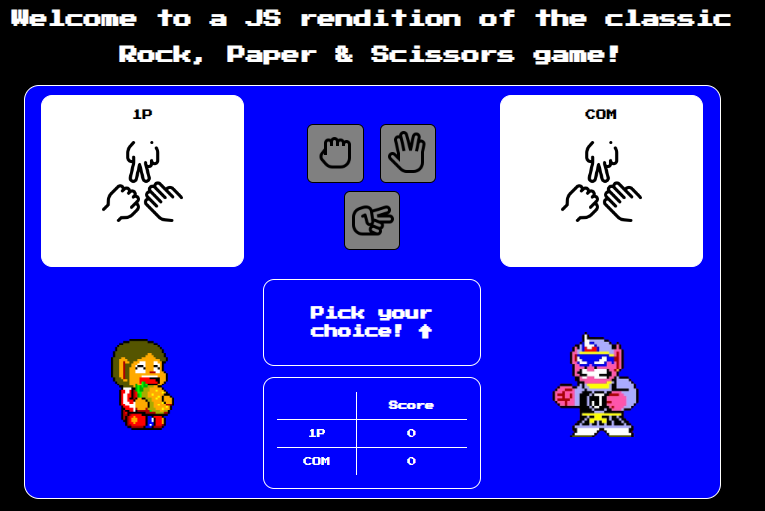 Welcome to a JS rendition of the classic
Rock, Paper & Scissors game!
1P
COM
Pick your
choice! ↑
Score
1P 0
COM 0